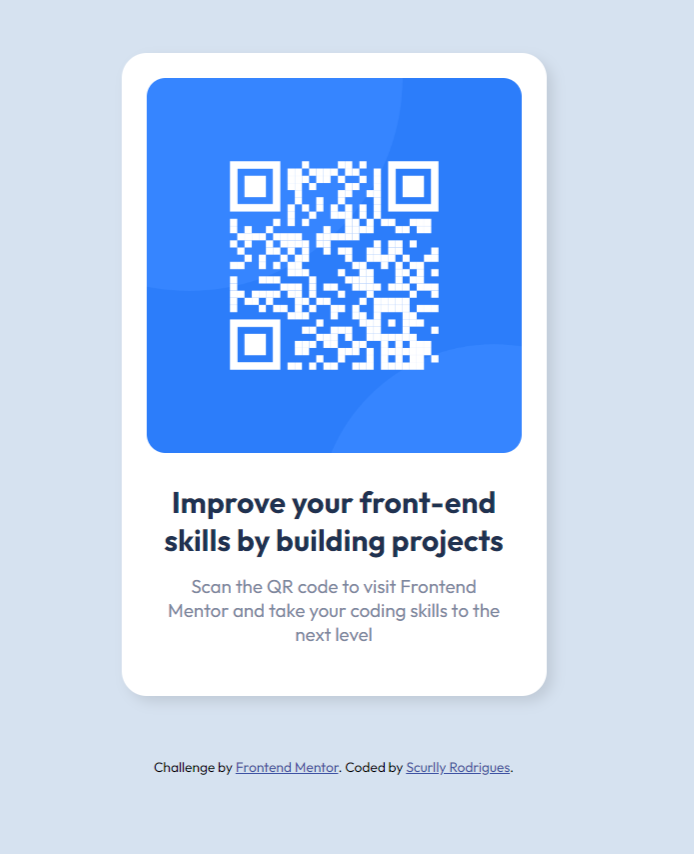 Improve your front-end
skills by building projects
Scan the QR code to visit Frontend
Mentor and take your coding skills to the
next level
Challenge by Frontend Mentor. Coded by Scurlly Rodrigues.